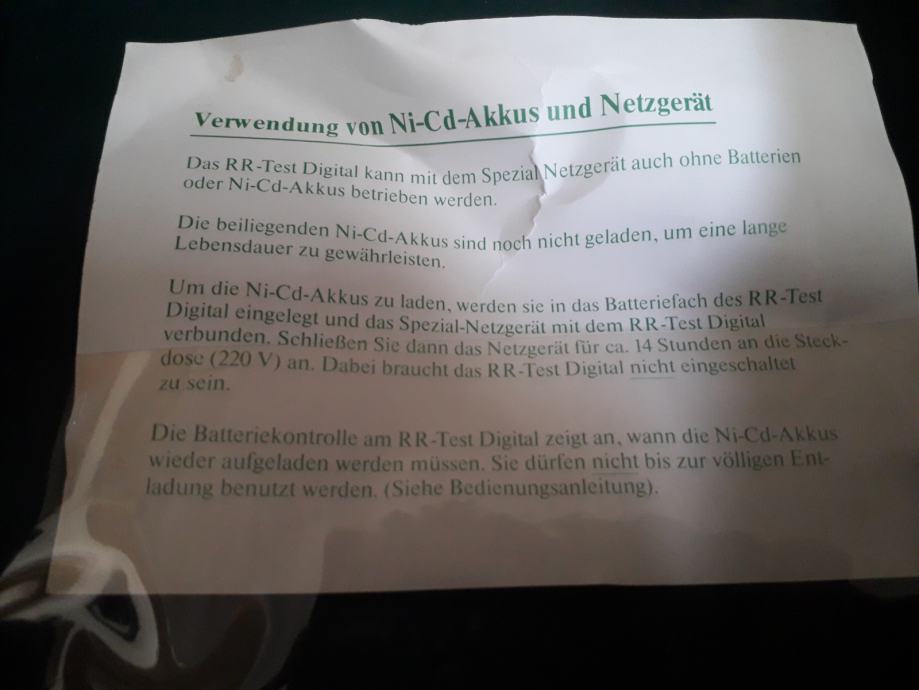 Verwendung von Ni-Cd-Akkus und Netzgerät
Das RR-Test Digital kann mit dem Spezial Netzgerät auch ohne Batterien
oder Ni-Cd-Akkus betrieben werden.
Die beiliegenden Ni-Cd-Akkus sind noch nicht geladen, um eine lange
Lebensdauer zu gewährleisten.
Um die Ni-Cd-Akkus zu laden, werden sie in das Batteriefach des RR-Test
Digital eingelegt und das Spezial-Netzgerät mit dem RR-Test Digital
verbunden. Schließen Sie dann das Netzgerät für ca. 14 Stunden an die Steck-
dose (220 V) an. Dabei braucht das RR-Test Digital nicht eingeschaltet
zu sein.
Die Batteriekontrolle am RR-Test Digital zeigt an, wann die Ni-Cd-Akkus
wieder aufgeladen werden müssen. Sie dürfen nicht bis zur völligen Ent-
ladung benutzt werden. (Siehe Bedienungsanleitung).